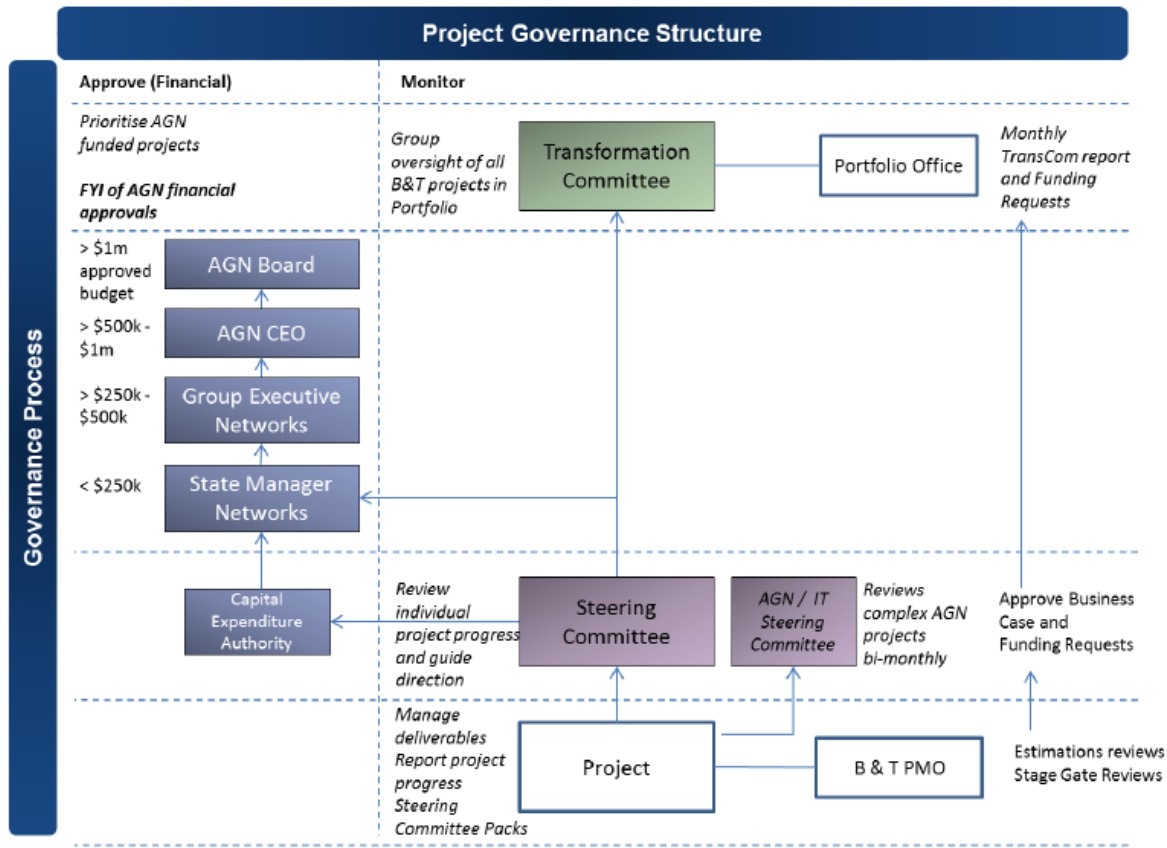 Project Governance Structure
Governance Process
Approve (Financial)
Monitor
Prioritise AGN
funded projects
FYI of AGN financial
approvals
Group
oversight of all
B&T projects in
Portfolio
Transformation
Committee
Portfolio Office
Monthly
TransCom report
and Funding
Requests
> $1m
approved
budget
AGN Board
> $500k -
$1m
AGN CEO
> $250k -
$500k
Group Executive
Networks
< $250k
State Manager
Networks
Capital
Expenditure
Authority
Review
individual
project progress
and guide
direction
Steering
Committee
AGN / IT
Steering
Committee
Reviews
complex AGN
projects
bi-monthly
Approve Business
Case and
Funding Requests
Manage
deliverables
Report project
progress
Steering
Committee Packs
Project
B & T PMO
Estimations reviews
Stage Gate Reviews